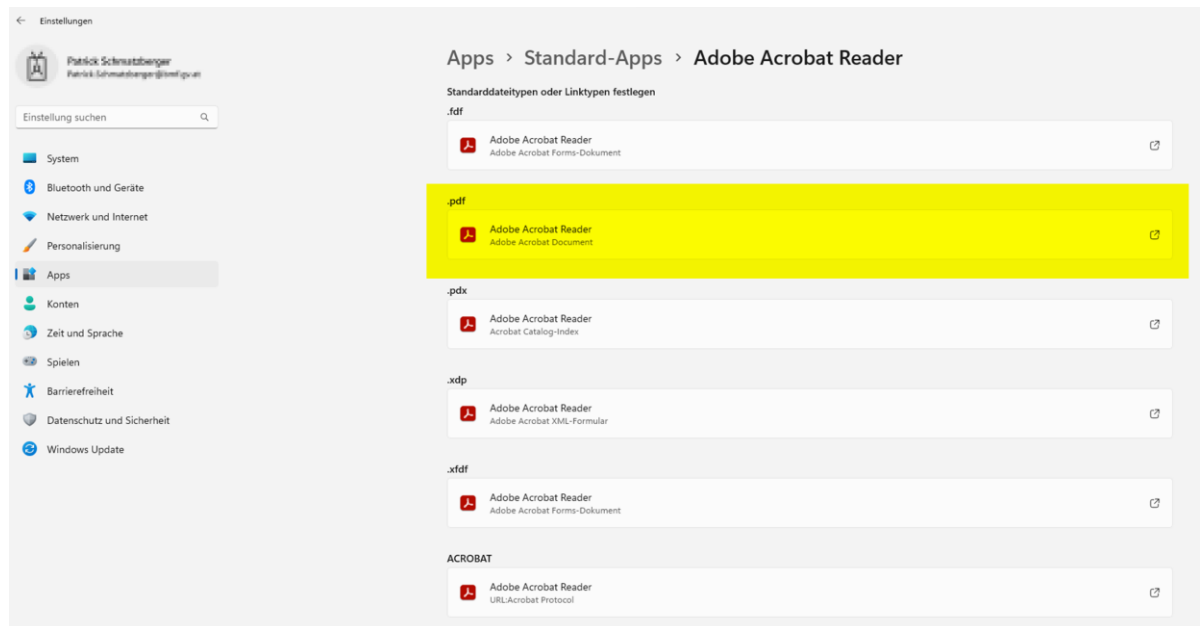 Einstellungen
Patrick Schmatzberger
Einstellung suchen
System
Bluetooth und Geräte
Netzwerk und Internet
Personalisierung
Apps
Konten
Zeit und Sprache
Spielen
Barrierefreiheit
Datenschutz und Sicherheit
Windows Update
Apps > Standard-Apps > Adobe Acrobat Reader
Standarddateitypen oder Linktypen festlegen
.fdf
Adobe Acrobat Reader
Adobe Acrobat Forms-Dokument
.pdf
Adobe Acrobat Reader
Adobe Acrobat Document
.pdx
Adobe Acrobat Reader
Acrobat Catalog-Index
.xdp
Adobe Acrobat Reader
Adobe Acrobat XML-Formular
.xfdf
Adobe Acrobat Reader
Adobe Acrobat Forms-Dokument
ACROBAT
Adobe Acrobat Reader
URL:Acrobat Protocol